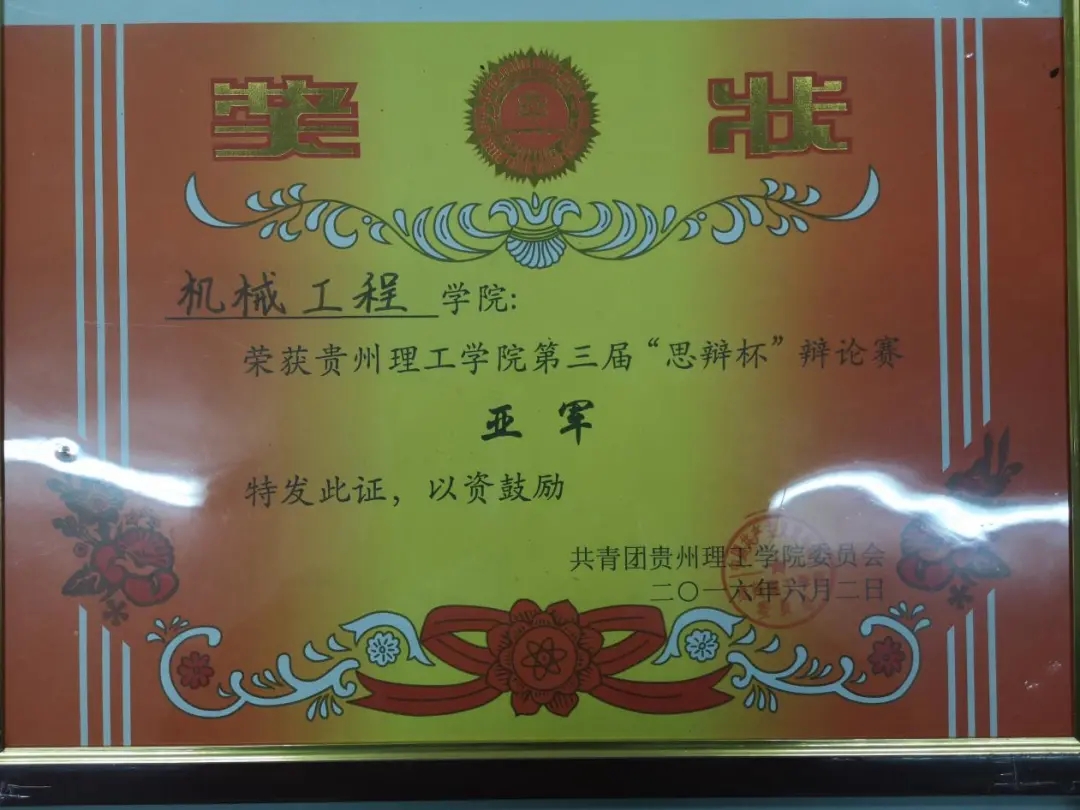 奖状
机械工程学院:
荣获贵州理工学院第三届“思辩杯”辩论赛
亚军
特发此证，以资鼓励
共青团贵州理工学院委员会
二〇一六年六月二日